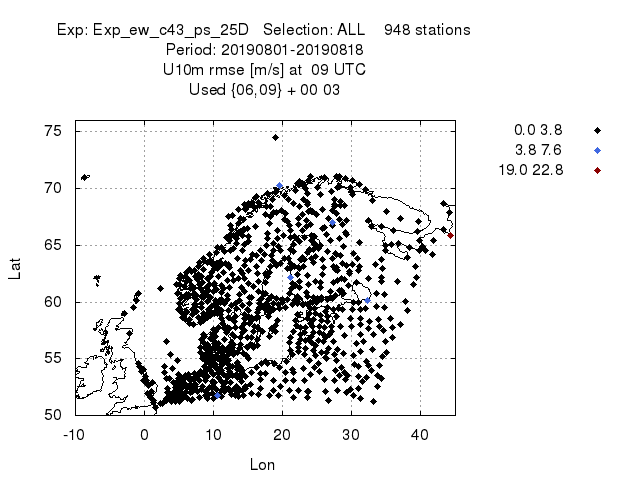 Exp: Exp_ew_c43_ps_25D Selection: ALL 948 stations
Period: 20190801-20190818
U10m rmse [m/s] at 09 UTC
Used {06,09} + 00 03
0.0 3.8
3.8 7.6
19.0 22.8
75
70
65
60
55
50
Lat
-10 0 10 20 30 40
Lon